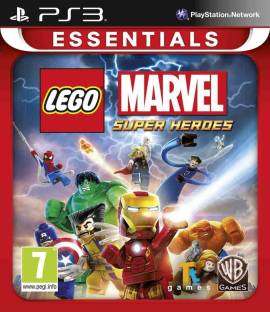 PS3
PlayStation Network
ESSENTIALS
LEGO
MARVEL
SUPER HEROES
7
www.pegi.info
games
WB
GAMES